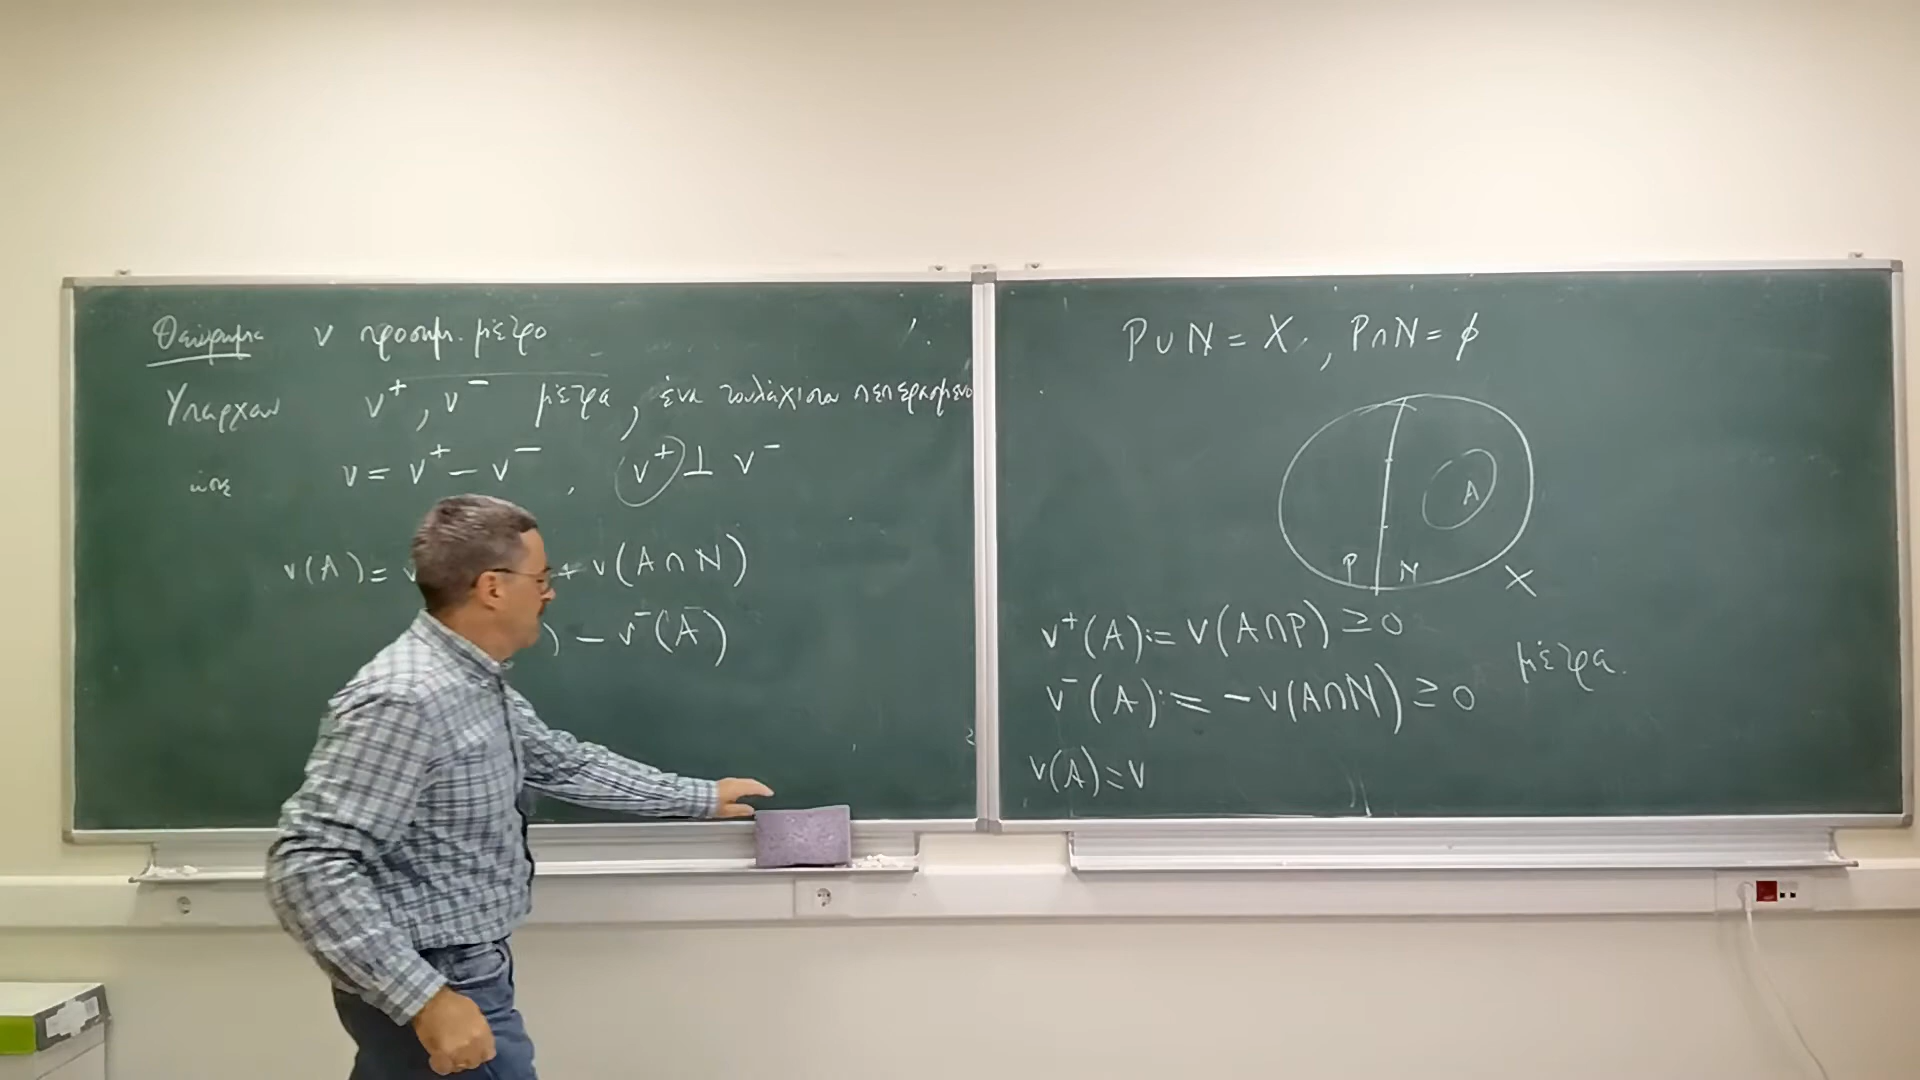 Θεώρημα ν προσημ. μέτρο
Υπάρχουν ν⁺, ν⁻ μέτρα, ένα τουλάχιστον πεπερασμένο
ώστε ν = ν⁺ − ν⁻, ν⁺ ⊥ ν⁻
ν(A) = ν + ν(A ∩ N)
) − ν⁻(A)
P ∪ N = X, P ∩ N = ∅
A
P N X
ν⁺(A) := ν(A∩P) ≥ 0
μέτρα.
ν⁻(A) := −ν(A∩N) ≥ 0
ν(A) = ν